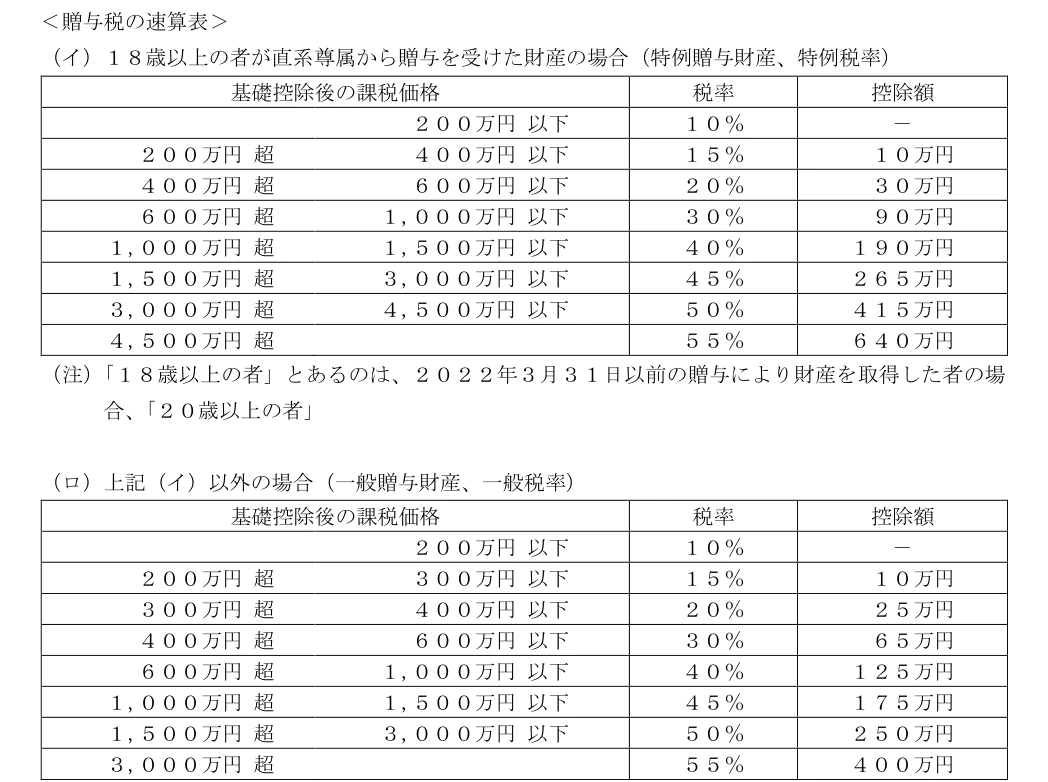 ＜贈与税の速算表＞
（イ）１８歳以上の者が直系尊属から贈与を受けた財産の場合（特例贈与財産、特例税率）
基礎控除後の課税価格 税率 控除額
２００万円 以下 １０％ －
２００万円 超 ４００万円 以下 １５％ １０万円
４００万円 超 ６００万円 以下 ２０％ ３０万円
６００万円 超 １,０００万円 以下 ３０％ ９０万円
１,０００万円 超 １,５００万円 以下 ４０％ １９０万円
１,５００万円 超 ３,０００万円 以下 ４５％ ２６５万円
３,０００万円 超 ４,５００万円 以下 ５０％ ４１５万円
４,５００万円 超 ５５％ ６４０万円
（注）「１８歳以上の者」とあるのは、２０２２年３月３１日以前の贈与により財産を取得した者の場
合、「２０歳以上の者」
（ロ）上記（イ）以外の場合（一般贈与財産、一般税率）
基礎控除後の課税価格 税率 控除額
２００万円 以下 １０％ －
２００万円 超 ３００万円 以下 １５％ １０万円
３００万円 超 ４００万円 以下 ２０％ ２５万円
４００万円 超 ６００万円 以下 ３０％ ６５万円
６００万円 超 １,０００万円 以下 ４０％ １２５万円
１,０００万円 超 １,５００万円 以下 ４５％ １７５万円
１,５００万円 超 ３,０００万円 以下 ５０％ ２５０万円
３,０００万円 超 ５５％ ４００万円